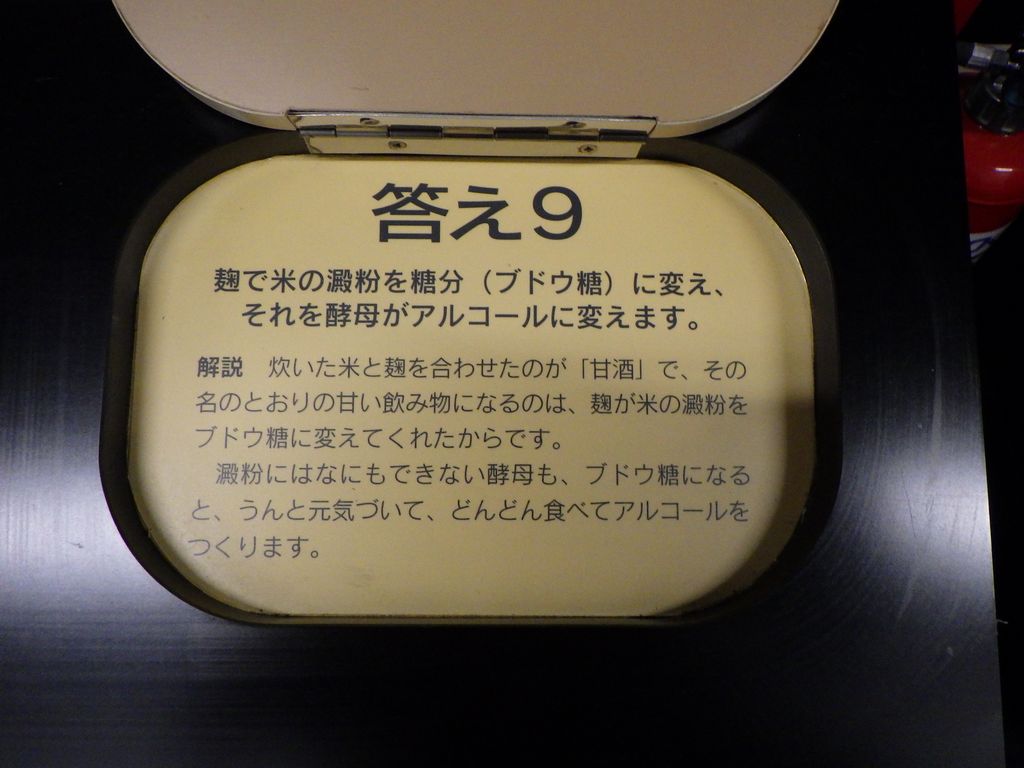 答え9
麹で米の澱粉を糖分（ブドウ糖）に変え、
それを酵母がアルコールに変えます。
解説　炊いた米と麹を合わせたのが「甘酒」で、その
名のとおりの甘い飲み物になるのは、麹が米の澱粉を
ブドウ糖に変えてくれたからです。
　澱粉にはなにもできない酵母も、ブドウ糖になる
と、うんと元気づいて、どんどん食べてアルコールを
つくります。